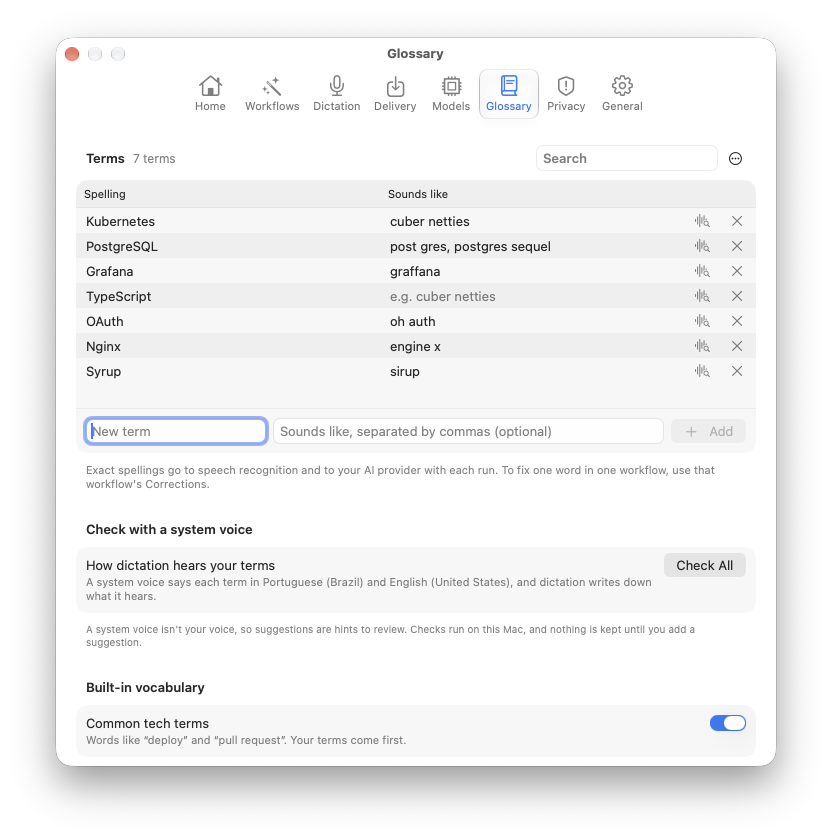 Glossary
Home Workflows Dictation Delivery Models Glossary Privacy General
Terms 7 terms Search
Spelling Sounds like
Kubernetes cuber netties
PostgreSQL post gres, postgres sequel
Grafana graffana
TypeScript e.g. cuber netties
OAuth oh auth
Nginx engine x
Syrup sirup
New term Sounds like, separated by commas (optional) + Add
Exact spellings go to speech recognition and to your AI provider with each run. To fix one word in one workflow, use that
workflow's Corrections.
Check with a system voice
How dictation hears your terms Check All
A system voice says each term in Portuguese (Brazil) and English (United States), and dictation writes down
what it hears.
A system voice isn't your voice, so suggestions are hints to review. Checks run on this Mac, and nothing is kept until you add a
suggestion.
Built-in vocabulary
Common tech terms
Words like “deploy” and “pull request”. Your terms come first.